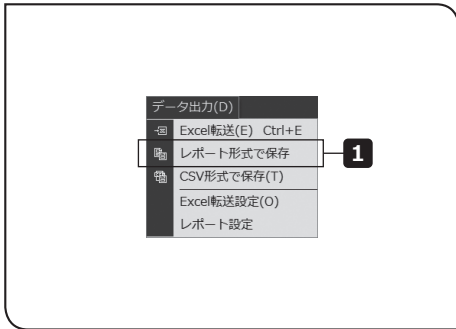 データ出力(D)
Excel転送(E) Ctrl+E
レポート形式で保存
1
CSV形式で保存(T)
Excel転送設定(O)
レポート設定